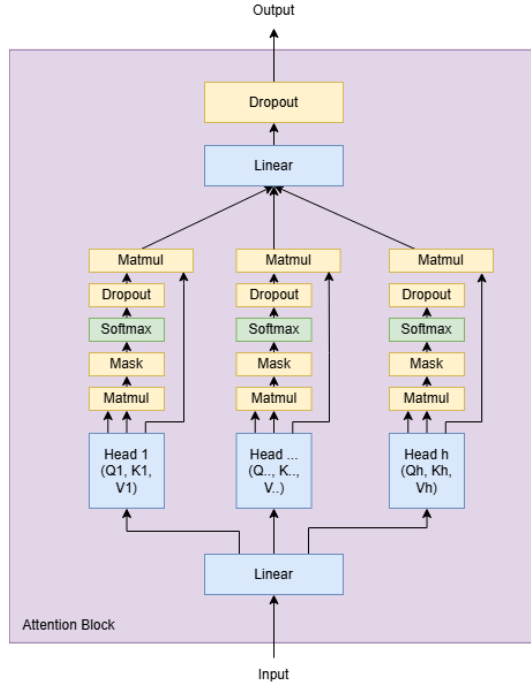 Output
Dropout
Linear
Matmul
Matmul
Matmul
Dropout
Dropout
Dropout
Softmax
Softmax
Softmax
Mask
Mask
Mask
Matmul
Matmul
Matmul
Head 1
(Q1, K1,
V1)
Head ...
(Q.., K..,
V..)
Head h
(Qh, Kh,
Vh)
Linear
Attention Block
Input